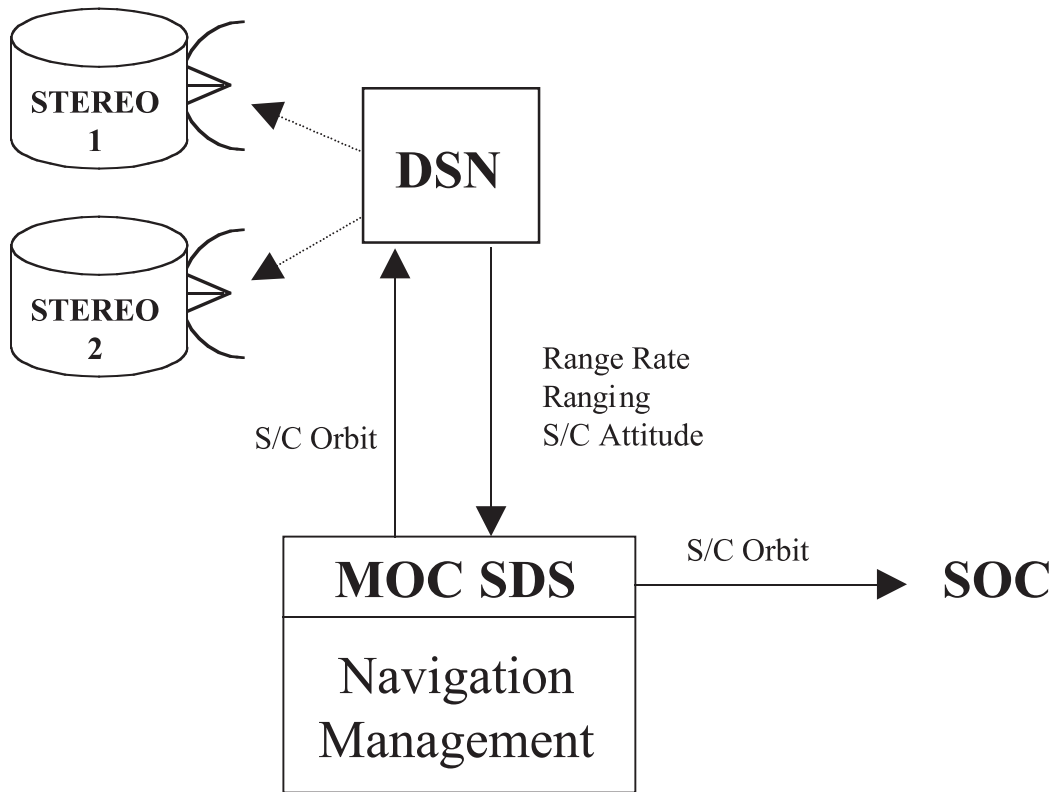 STEREO
1
DSN
STEREO
2
Range Rate
Ranging
S/C Attitude
S/C Orbit
S/C Orbit
MOC SDS
SOC
Navigation
Management